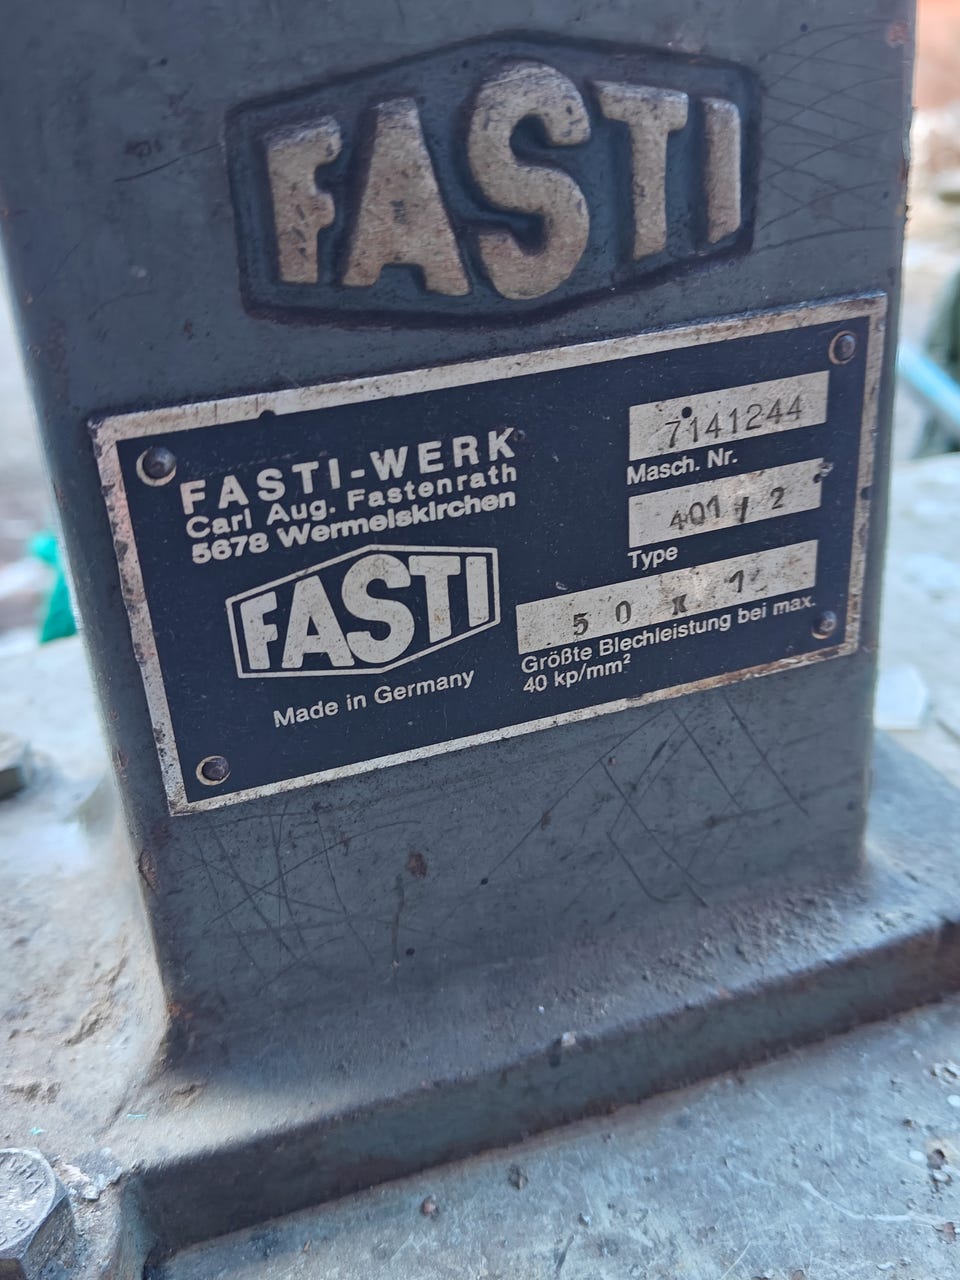 FASTI
FASTI-WERK
Carl Aug. Fastenrath
5678 Wermelskirchen
FASTI
Made in Germany
7141244
Masch. Nr.
401/2
Type
50 x 1
Größte Blechleistung bei max.
40 kp/mm²